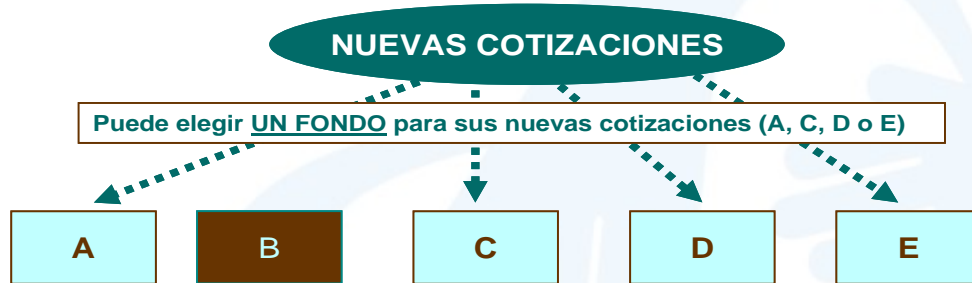 NUEVAS COTIZACIONES
Puede elegir UN FONDO para sus nuevas cotizaciones (A, C, D o E)
A B C D E